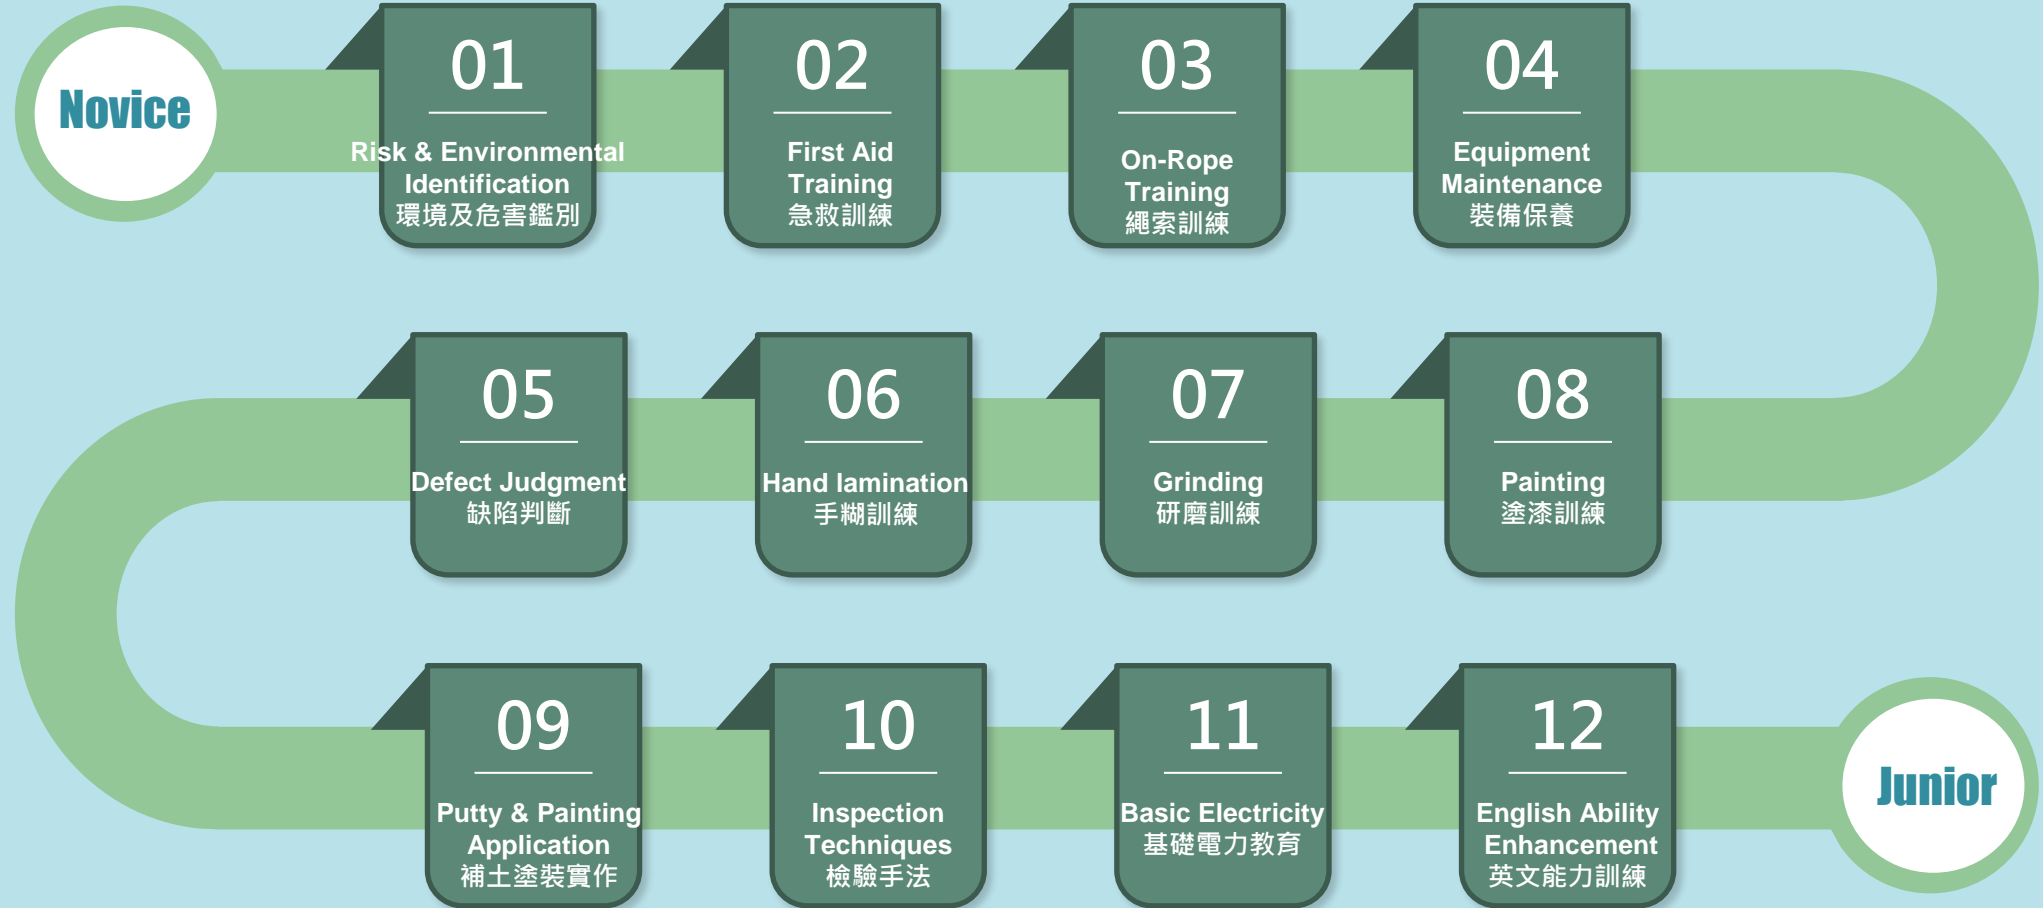 Novice
01
Risk & Environmental
Identification
環境及危害鑑別
02
First Aid
Training
急救訓練
03
On-Rope
Training
繩索訓練
04
Equipment
Maintenance
裝備保養
05
Defect Judgment
缺陷判斷
06
Hand lamination
手糊訓練
07
Grinding
研磨訓練
08
Painting
塗漆訓練
09
Putty & Painting
Application
補土塗裝實作
10
Inspection
Techniques
檢驗手法
11
Basic Electricity
基礎電力教育
12
English Ability
Enhancement
英文能力訓練
Junior